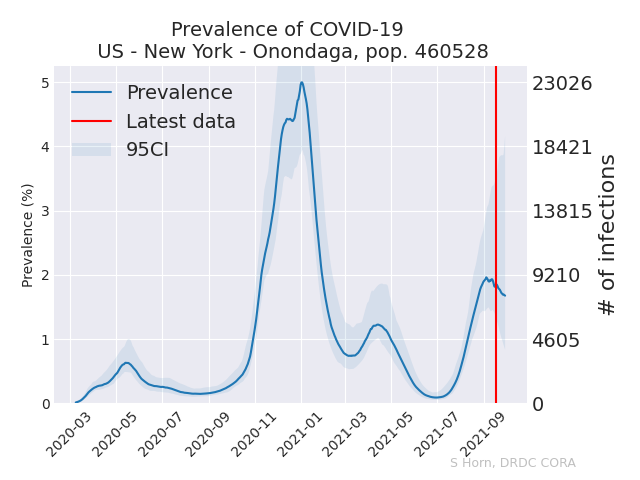 Prevalence of COVID-19
US - New York - Onondaga, pop. 460528
Prevalence
Latest data
95CI
Prevalence (%)
5
4
3
2
1
0
23026
18421
13815
9210
4605
0
# of infections
2020-03
2020-05
2020-07
2020-09
2020-11
2021-01
2021-03
2021-05
2021-07
2021-09
S Horn, DRDC CORA